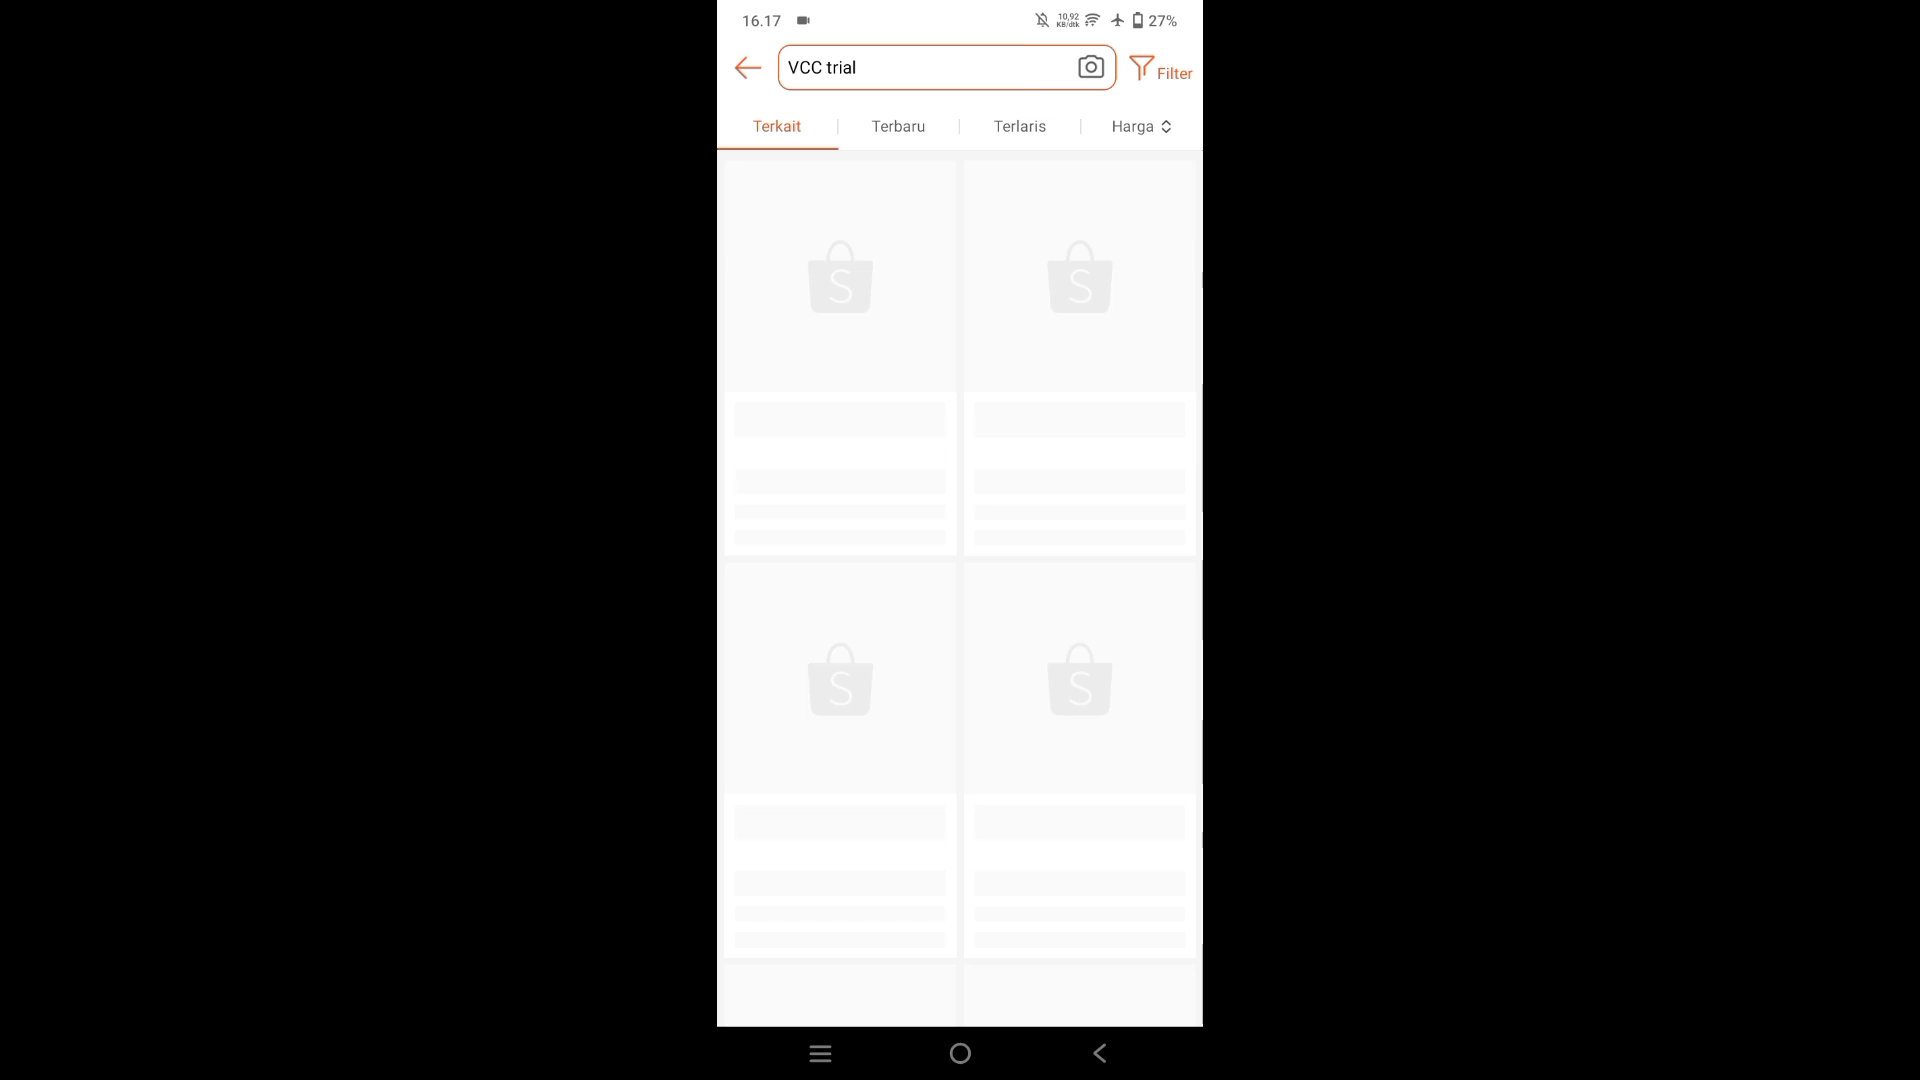 16.17
10,92
KB/dtk
27%
VCC trial
Filter
Terkait
Terbaru
Terlaris
Harga
S
S
S
S